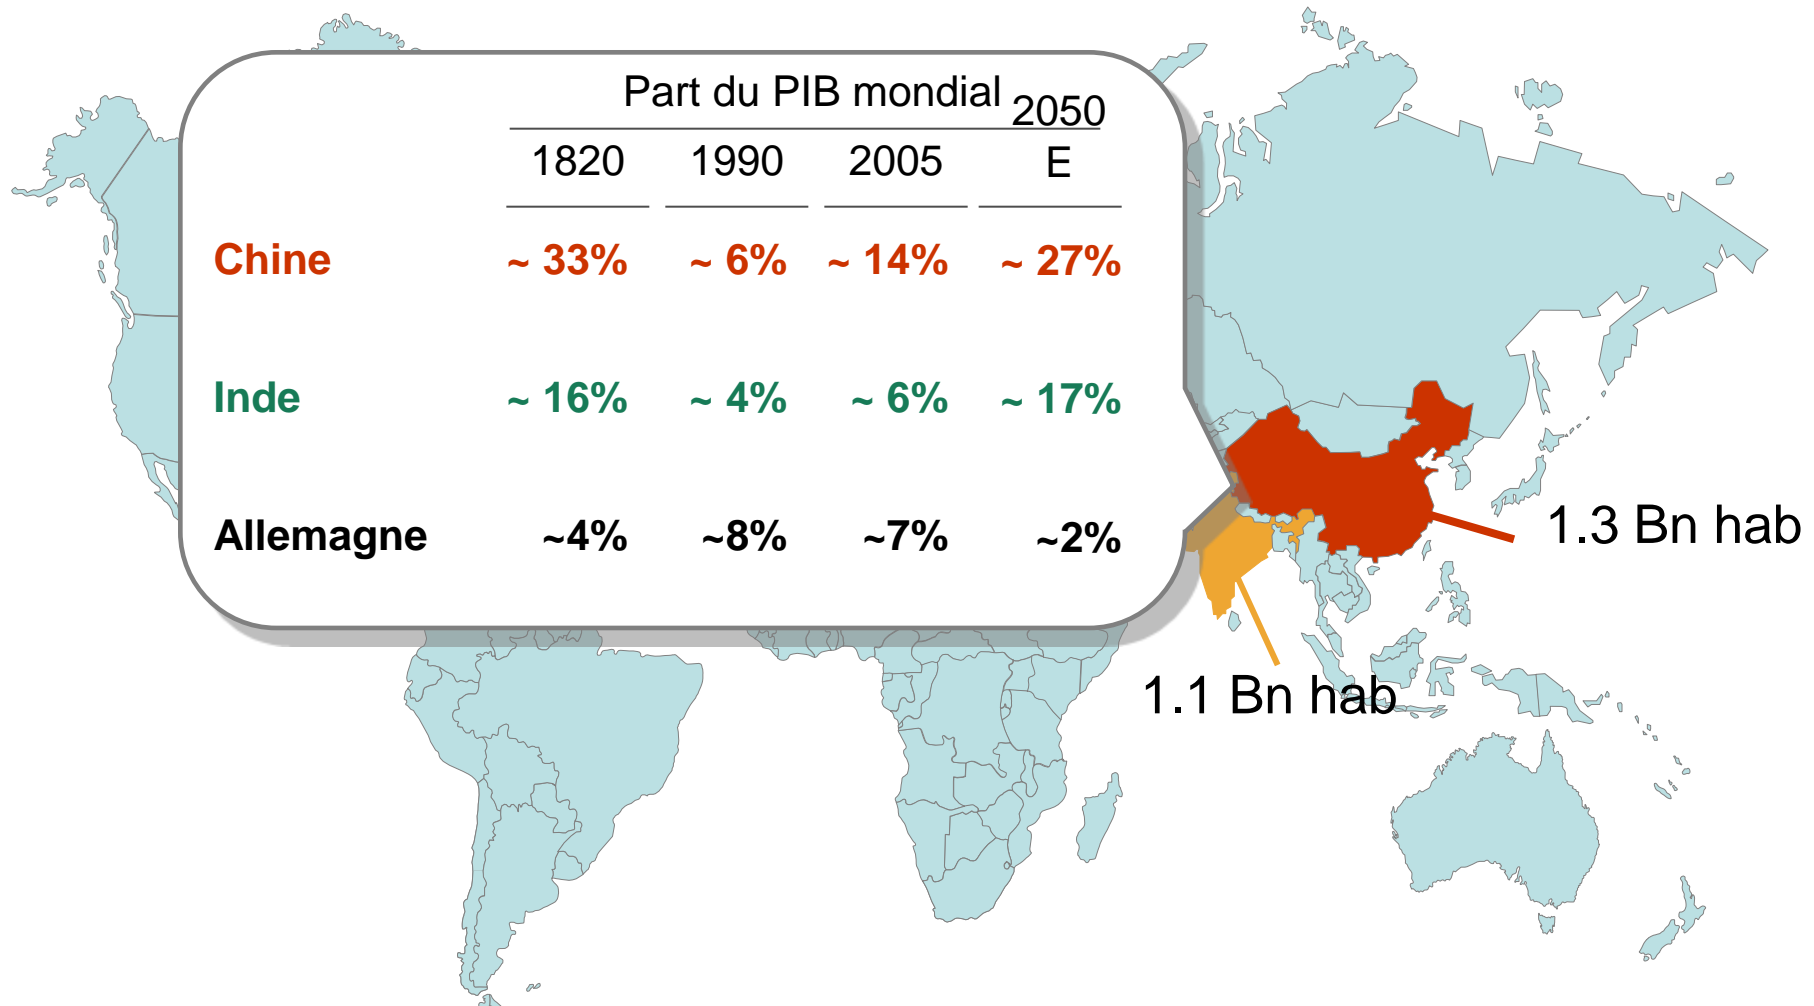 Part du PIB mondial
1820 1990 2005 2050 E
Chine ~ 33% ~ 6% ~ 14% ~ 27%
Inde ~ 16% ~ 4% ~ 6% ~ 17%
Allemagne ~4% ~8% ~7% ~2%
1.3 Bn hab
1.1 Bn hab